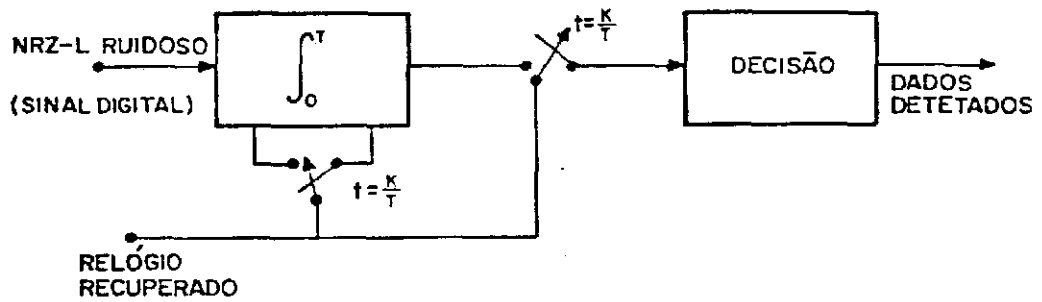 NRZ-L RUIDOSO
(SINAL DIGITAL)
∫₀ᵀ
t=K/T
t=K/T
DECISÃO
DADOS
DETETADOS
RELÓGIO
RECUPERADO